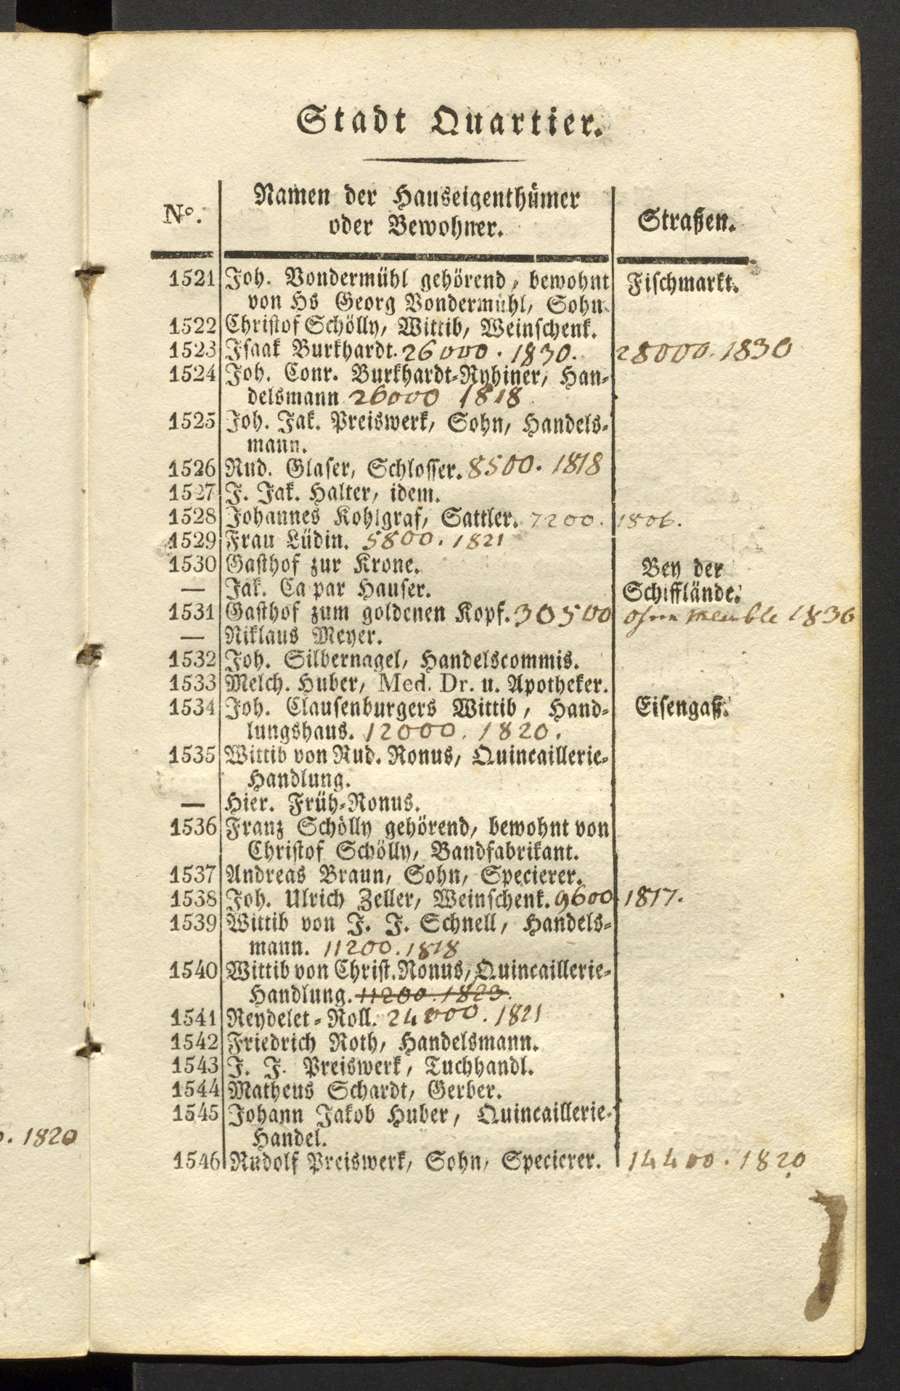 Stadt Quartier.
No. Namen der Hauseigenthümer oder Bewohner. Straßen.
1521 Joh. Vondermühl gehörend, bewohnt Fischmarkt.
von Hs Georg Vondermühl, Sohn.
1522 Christof Schölly, Wittib, Weinschenk.
1523 Isaak Burkhardt. 26000. 1830. 28000. 1830
1524 Joh. Conr. Burkhardt-Ryhiner, Han-
delsmann 26000 1818
1525 Joh. Jak. Preiswerk, Sohn, Handels-
mann.
1526 Rud. Glaser, Schlosser. 8500. 1818
1527 J. Jak. Halter, idem.
1528 Johannes Kohlgraf, Sattler. 7200. 1806.
1529 Frau Lüdin. 5800. 1821
1530 Gasthof zur Krone. Bey der
— Jak. Ca par Hauser. Schifflände.
1531 Gasthof zum goldenen Kopf. 30500 ohne meuble 1836
— Niklaus Meyer.
1532 Joh. Silbernagel, Handelscommis.
1533 Melch. Huber, Med. Dr. u. Apotheker.
1534 Joh. Clausenburgers Wittib, Hand- Eisengaß.
lungshaus. 12000. 1820.
1535 Wittib von Rud. Ronus, Quincaillerie-
Handlung.
— Hier. Früh-Ronus.
1536 Franz Schölly gehörend, bewohnt von
Christof Schölly, Bandfabrikant.
1537 Andreas Braun, Sohn, Specierer.
1538 Joh. Ulrich Zeller, Weinschenk. 9600 1817.
1539 Wittib von J. J. Schnell, Handels-
mann. 11200. 1818
1540 Wittib von Christ. Ronus, Quincaillerie-
Handlung. 11200. 1823.
1541 Reydelet-Roll. 24000. 1821
1542 Friedrich Roth, Handelsmann.
1543 J. J. Preiswerk, Tuchhandl.
1544 Matheus Schardt, Gerber.
1545 Johann Jakob Huber, Quincaillerie-
Handel.
1546 Rudolf Preiswerk, Sohn, Specierer. 14400. 1820
. 1820